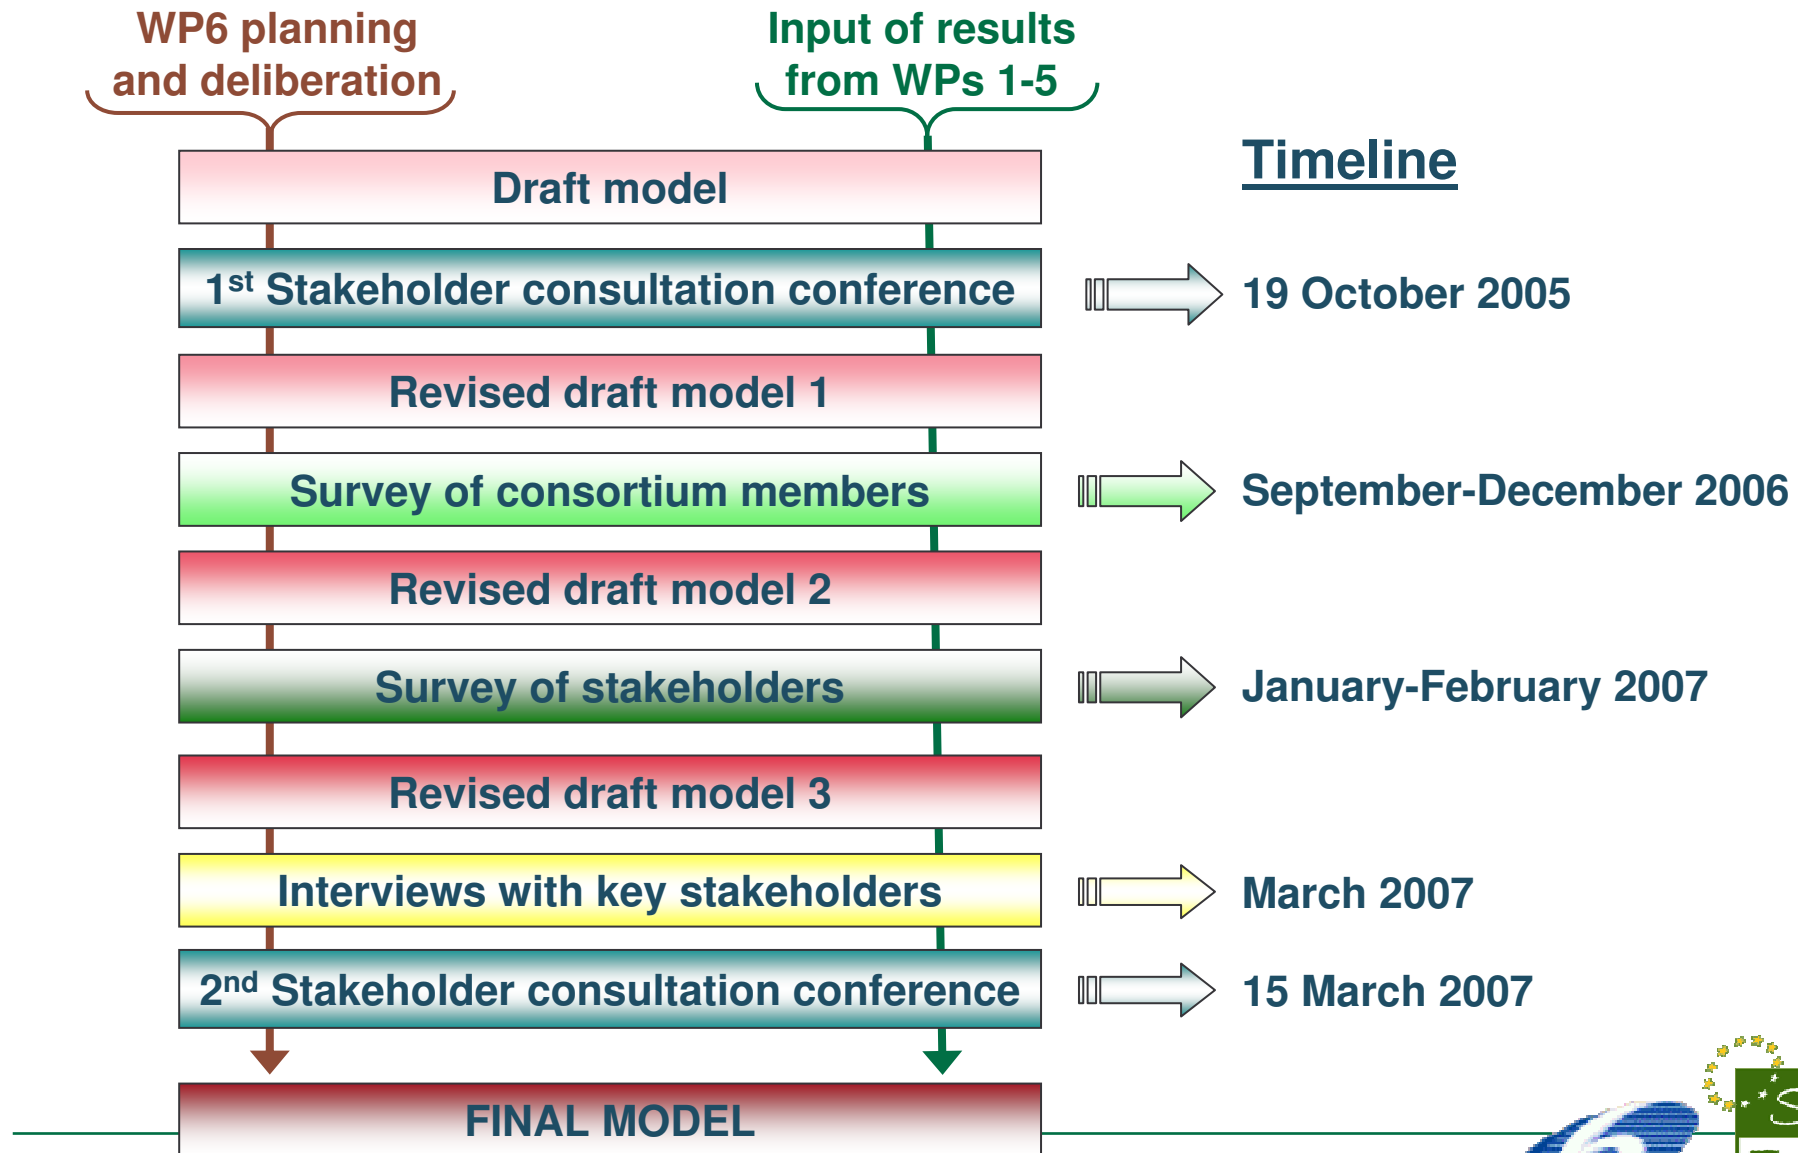 WP6 planning
and deliberation
Input of results
from WPs 1-5
Timeline
Draft model
1st Stakeholder consultation conference
19 October 2005
Revised draft model 1
Survey of consortium members
September-December 2006
Revised draft model 2
Survey of stakeholders
January-February 2007
Revised draft model 3
Interviews with key stakeholders
March 2007
2nd Stakeholder consultation conference
15 March 2007
FINAL MODEL